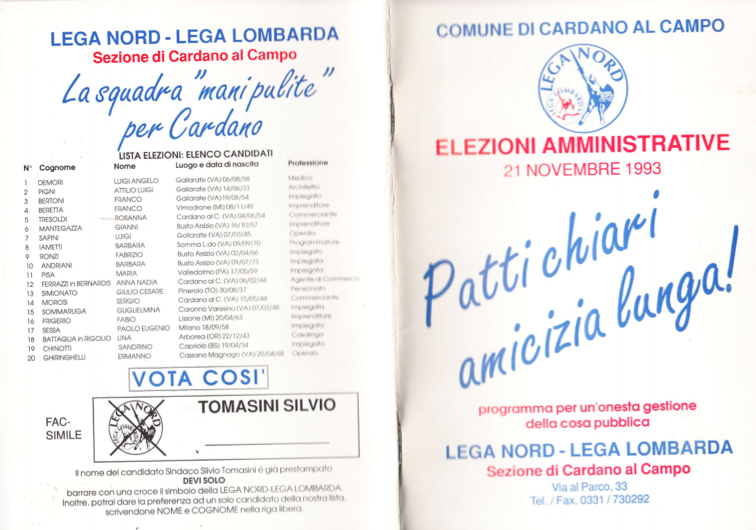 LEGA NORD - LEGA LOMBARDA
Sezione di Cardano al Campo
La squadra "mani pulite"
per Cardano
LISTA ELEZIONI: ELENCO CANDIDATI
N° Cognome Nome Luogo e data di nascita Professione
1 DEMORI LUIGI ANGELO Gallarate (VA) 06/08/58 Medico
2 PIGNI ATTILIO LUIGI Gallarate (VA) 14/06/31 Architetto
3 BERTONI FRANCO Gallarate (VA) 19/08/54 Impiegato
4 BERETTA FRANCO Vimodrone (MI) 08/11/49 Imprenditore
5 TRESOLDI ROSANNA Cardano al C. (VA) 04/06/54 Commerciante
6 MANTEGAZZA GIANNI Busto Arsizio (VA) 16/10/57 Imprenditore
7 SAPINI LUIGI Gallarate (VA) 07/03/45 Operaio
8 IAMETTI BARBARA Somma L.do (VA) 09/09/70 Programmatore
9 RONZI FABRIZIO Busto Arsizio (VA) 02/04/66 Impiegato
10 ANDRIANI BARBARA Busto Arsizio (VA) 09/07/73 Impiegata
11 PISA MARIA Valledolmo (PA) 17/05/59 Impiegata
12 FERRAZZI in BERNARDIS ANNA NADIA Cardano al C. (VA) 06/02/44 Agente di Commercio
13 SIMIONATO GIULIO CESARE Pinerolo (TO) 30/08/37 Pensionato
14 MOROSI SERGIO Cardano al C. (VA) 15/05/44 Commerciante
15 SOMMARUGA GUGLIELMINA Caronno Varesino (VA) 07/03/48 Impiegata
16 FRIGERIO FABIO Lissone (MI) 20/04/63 Imprenditore
17 SESSA PAOLO EUGENIO Milano 18/09/58 Impiegato
18 BATTAGLIA in RIGOLIO LINA Arborea (OR) 22/12/43 Casalinga
19 CHINOTTI SANDRINO Capriolo (BS) 19/04/34 Impiegato
20 GHIRINGHELLI ERMANNO Cassano Magnago (VA) 20/04/68 Operaio
VOTA COSI'
FAC-
SIMILE
LEGA NORD
LEGA LOMBARDA
TOMASINI SILVIO
Il nome del candidato Sindaco Silvio Tomasini é giá prestampato
DEVI SOLO
barrare con una croce il simbolo della LEGA NORD-LEGA LOMBARDA.
Inoltre, potrai dare la preferenza ad un solo candidato della nostra lista,
scrivendone NOME e COGNOME nella riga libera.
COMUNE DI CARDANO AL CAMPO
LEGA NORD
LEGA LOMBARDA
ELEZIONI AMMINISTRATIVE
21 NOVEMBRE 1993
Patti chiari
amicizia lunga!
programma per un'onesta gestione
della cosa pubblica
LEGA NORD - LEGA LOMBARDA
Sezione di Cardano al Campo
Via al Parco, 33
Tel. / Fax. 0331 / 730292